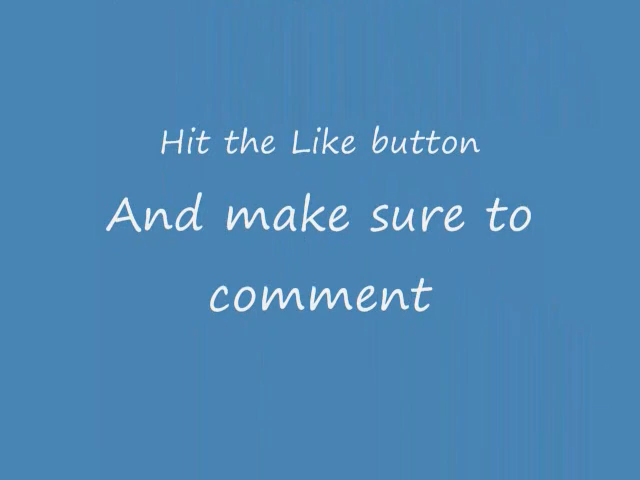 Hit the Like button
And make sure to
comment